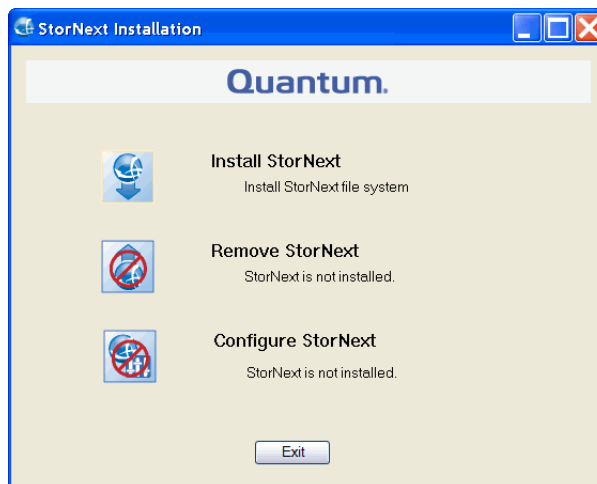 StorNext Installation
Quantum.
Install StorNext
Install StorNext file system
Remove StorNext
StorNext is not installed.
Configure StorNext
StorNext is not installed.
Exit